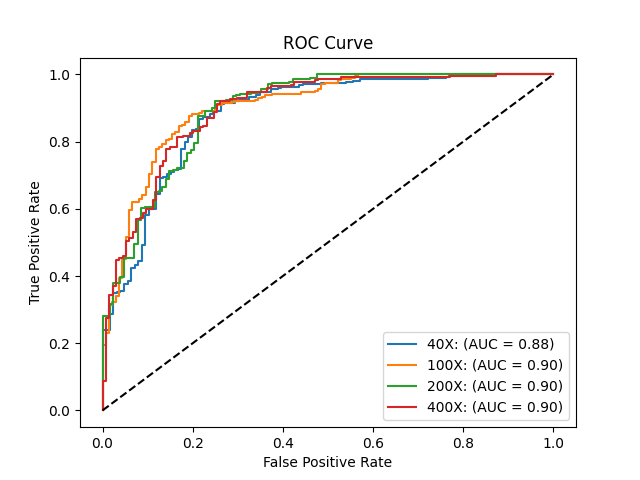 ROC Curve
True Positive Rate
1.0
0.8
0.6
0.4
0.2
0.0
40X: (AUC = 0.88)
100X: (AUC = 0.90)
200X: (AUC = 0.90)
400X: (AUC = 0.90)
0.0 0.2 0.4 0.6 0.8 1.0
False Positive Rate